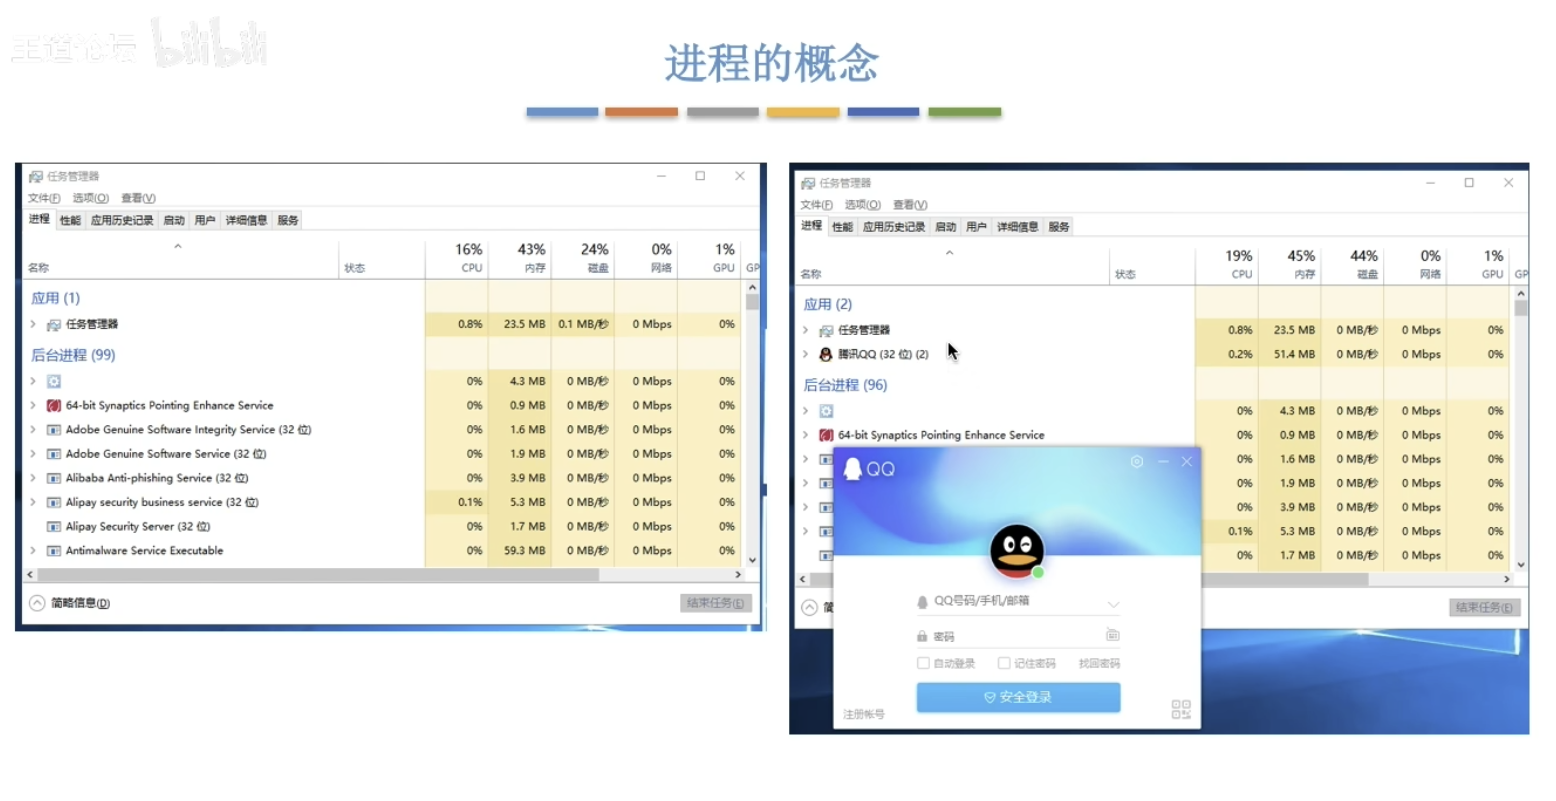 王道论坛 bilibili
进程的概念
任务管理器
文件(F) 选项(O) 查看(V)
进程 性能 应用历史记录 启动 用户 详细信息 服务
16% 43% 24% 0% 1%
名称 状态 CPU 内存 磁盘 网络 GPU GP
应用 (1)
任务管理器 0.8% 23.5 MB 0.1 MB/秒 0 Mbps 0%
后台进程 (99)
0% 4.3 MB 0 MB/秒 0 Mbps 0%
64-bit Synaptics Pointing Enhance Service 0% 0.9 MB 0 MB/秒 0 Mbps 0%
Adobe Genuine Software Integrity Service (32 位) 0% 1.6 MB 0 MB/秒 0 Mbps 0%
Adobe Genuine Software Service (32 位) 0% 1.9 MB 0 MB/秒 0 Mbps 0%
Alibaba Anti-phishing Service (32 位) 0% 3.9 MB 0 MB/秒 0 Mbps 0%
Alipay security business service (32 位) 0.1% 5.3 MB 0 MB/秒 0 Mbps 0%
Alipay Security Server (32 位) 0% 1.7 MB 0 MB/秒 0 Mbps 0%
Antimalware Service Executable 0% 59.3 MB 0 MB/秒 0 Mbps 0%
简略信息(D) 结束任务(E)
任务管理器
文件(F) 选项(O) 查看(V)
进程 性能 应用历史记录 启动 用户 详细信息 服务
19% 45% 44% 0% 1%
名称 状态 CPU 内存 磁盘 网络 GPU GP
应用 (2)
任务管理器 0.8% 23.5 MB 0 MB/秒 0 Mbps 0%
腾讯QQ (32 位) (2) 0.2% 51.4 MB 0 MB/秒 0 Mbps 0%
后台进程 (96)
0% 4.3 MB 0 MB/秒 0 Mbps 0%
64-bit Synaptics Pointing Enhance Service 0% 0.9 MB 0 MB/秒 0 Mbps 0%
0% 1.6 MB 0 MB/秒 0 Mbps 0%
0% 1.9 MB 0 MB/秒 0 Mbps 0%
0% 3.9 MB 0 MB/秒 0 Mbps 0%
0.1% 5.3 MB 0 MB/秒 0 Mbps 0%
0% 1.7 MB 0 MB/秒 0 Mbps 0%
简 结束任务(E)
QQ
QQ号码/手机/邮箱
密码
自动登录 记住密码 找回密码
安全登录
注册帐号